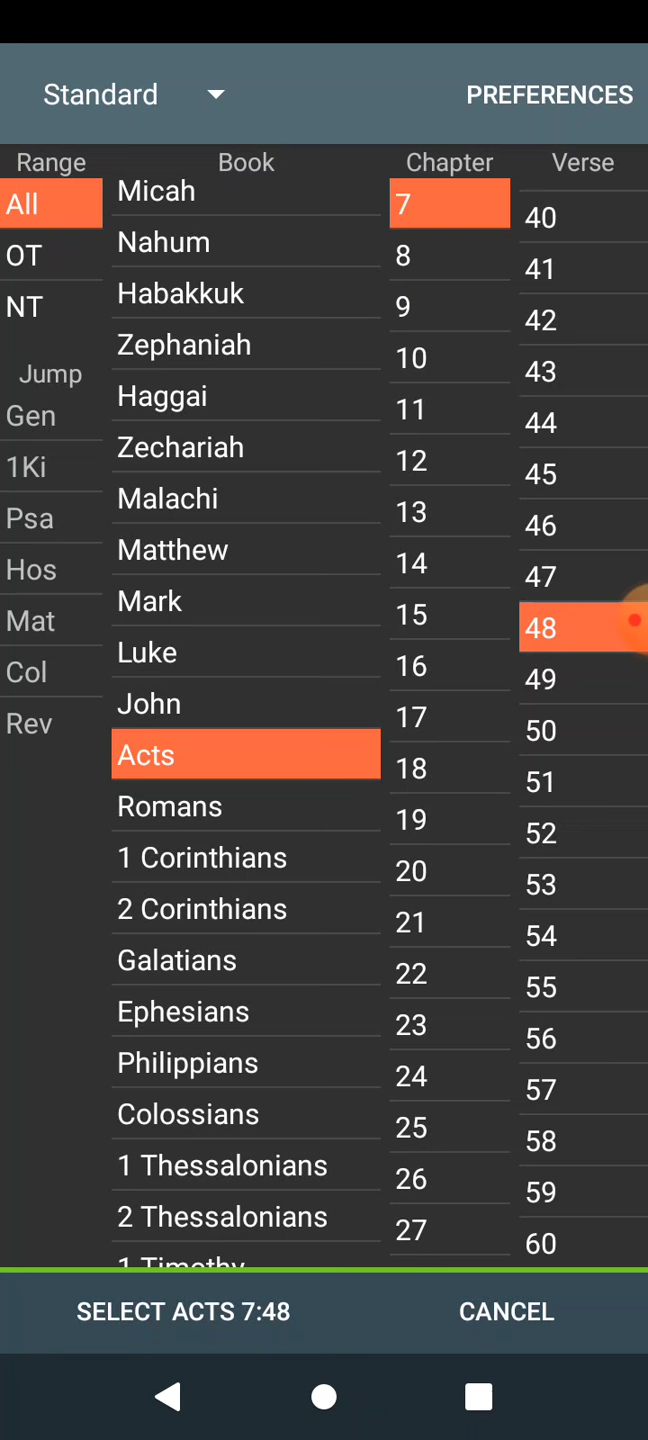 Standard
PREFERENCES
Range
All
OT
NT
Jump
Gen
1Ki
Psa
Hos
Mat
Col
Rev
Book
Micah
Nahum
Habakkuk
Zephaniah
Haggai
Zechariah
Malachi
Matthew
Mark
Luke
John
Acts
Romans
1 Corinthians
2 Corinthians
Galatians
Ephesians
Philippians
Colossians
1 Thessalonians
2 Thessalonians
1 Timothy
Chapter
7
8
9
10
11
12
13
14
15
16
17
18
19
20
21
22
23
24
25
26
27
Verse
40
41
42
43
44
45
46
47
48
49
50
51
52
53
54
55
56
57
58
59
60
SELECT ACTS 7:48
CANCEL